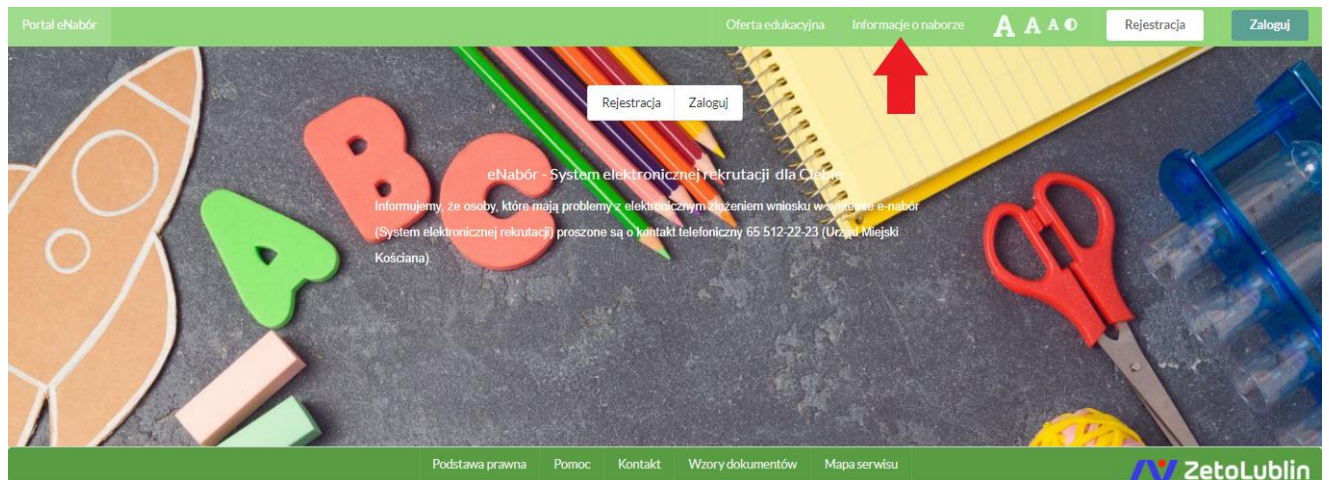 Portal eNabór
Oferta edukacyjna
Informacje o naborze
A A A
Rejestracja
Zaloguj
Rejestracja
Zaloguj
A B C
eNabór - System elektronicznej rekrutacji dla Ciebie
Informujemy, że osoby, które mają problemy z elektronicznym złożeniem wniosku w systemie e-nabór
(System elektronicznej rekrutacji) proszone są o kontakt telefoniczny 65 512-22-23 (Urząd Miejski
Kościana).
Podstawa prawna
Pomoc
Kontakt
Wzory dokumentów
Mapa serwisu
ZetoLublin